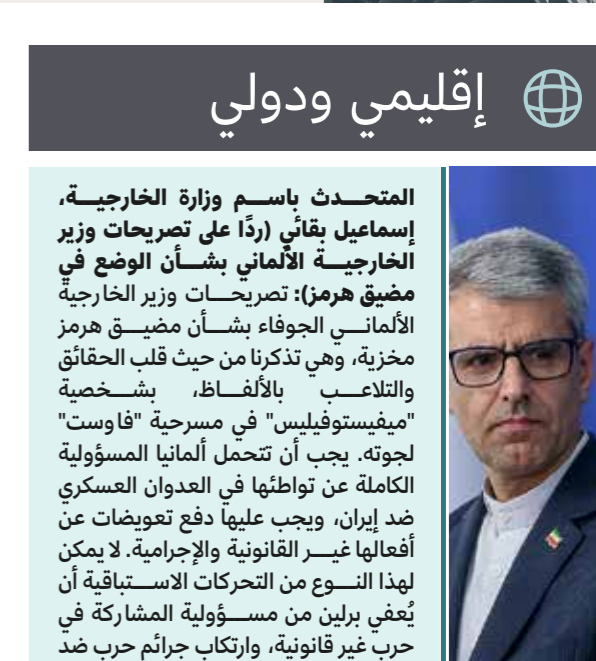 إقليمي ودولي
المتحدث باسم وزارة الخارجية،
إسماعيل بقائي (ردًا على تصريحات وزير
الخارجية الألماني بشأن الوضع في
مضيق هرمز): تصريحات وزير الخارجية
الألماني الجوفاء بشأن مضيق هرمز
مخزية، وهي تذكرنا من حيث قلب الحقائق
والتلاعب بالألفاظ، بشخصية
"ميفيستوفيليس" في مسرحية "فاوست"
لجوته. يجب أن تتحمل ألمانيا المسؤولية
الكاملة عن تواطئها في العدوان العسكري
ضد إيران، ويجب عليها دفع تعويضات عن
أفعالها غير القانونية والإجرامية. لا يمكن
لهذا النوع من التحركات الاستباقية أن
يُعفي برلين من مسؤولية المشاركة في
حرب غير قانونية، وارتكاب جرائم حرب ضد